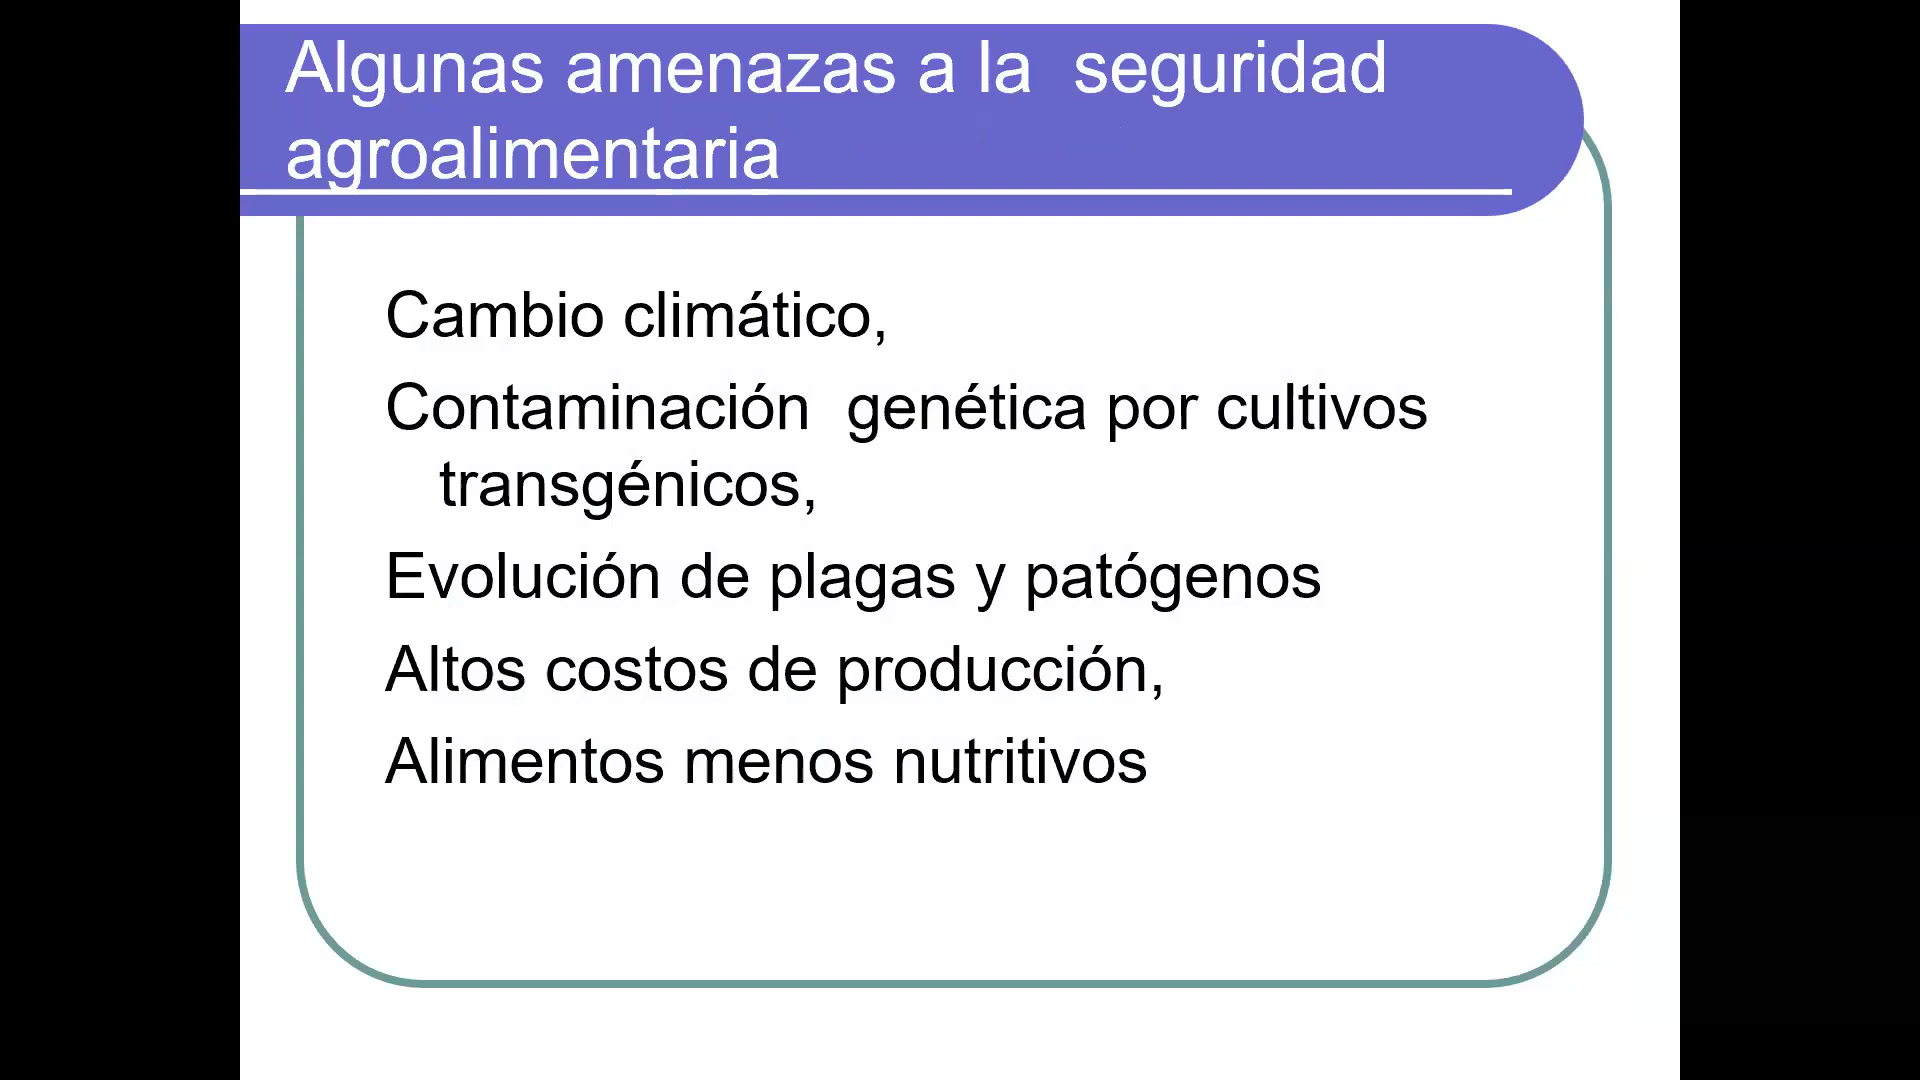 Algunas amenazas a la  seguridad
agroalimentaria
Cambio climático,
Contaminación  genética por cultivos
transgénicos,
Evolución de plagas y patógenos
Altos costos de producción,
Alimentos menos nutritivos